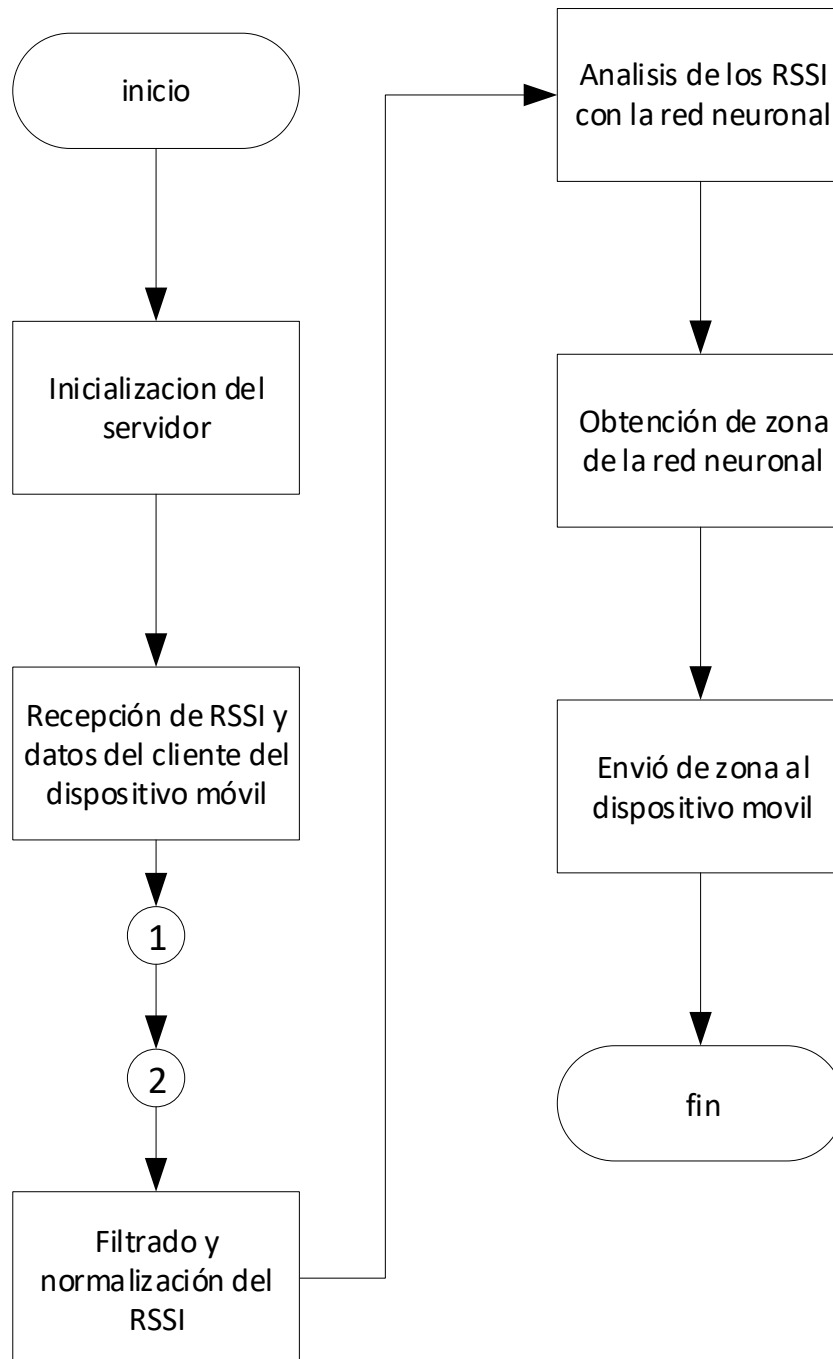 inicio
Inicializacion del
servidor
Recepción de RSSI y
datos del cliente del
dispositivo móvil
1
2
Filtrado y
normalización del
RSSI
Analisis de los RSSI
con la red neuronal
Obtención de zona
de la red neuronal
Envió de zona al
dispositivo movil
fin